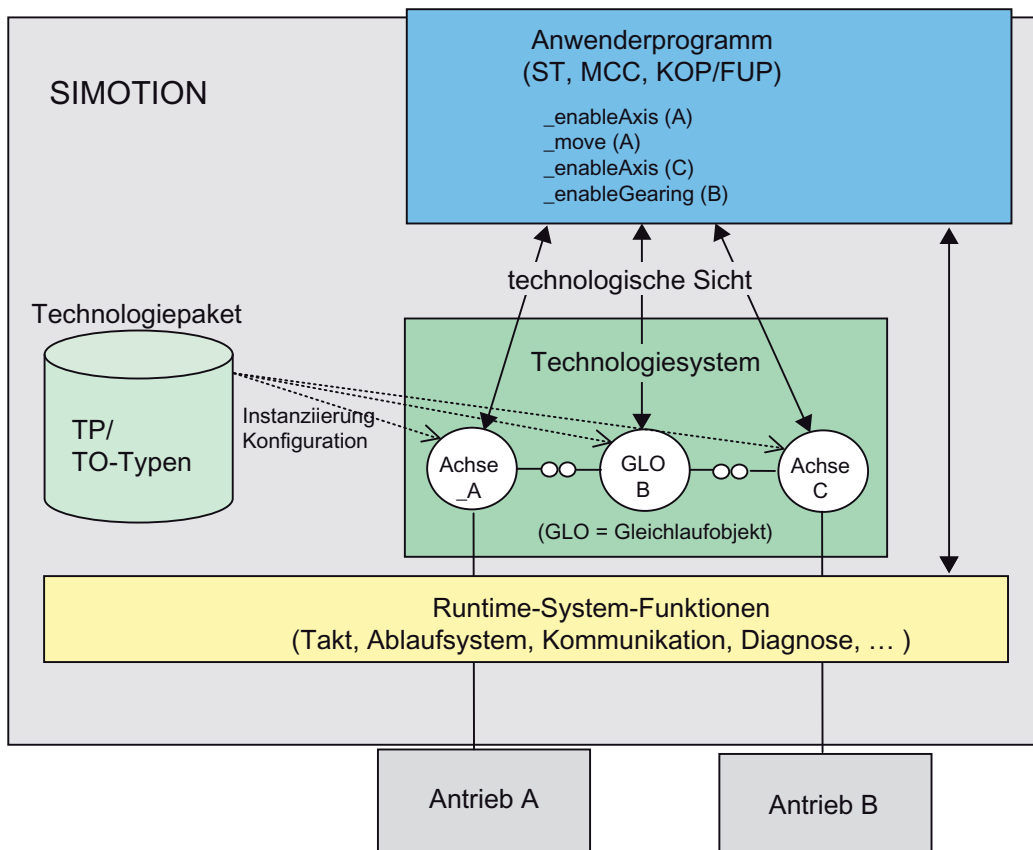 Anwenderprogramm
(ST, MCC, KOP/FUP)
SIMOTION
_enableAxis (A)
_move (A)
_enableAxis (C)
_enableGearing (B)
technologische Sicht
Technologiepaket
Technologiesystem
TP/
TO-Typen
Instanziierung
Konfiguration
Achse
_A
GLO
B
Achse
C
(GLO = Gleichlaufobjekt)
Runtime-System-Funktionen
(Takt, Ablaufsystem, Kommunikation, Diagnose, … )
Antrieb A
Antrieb B